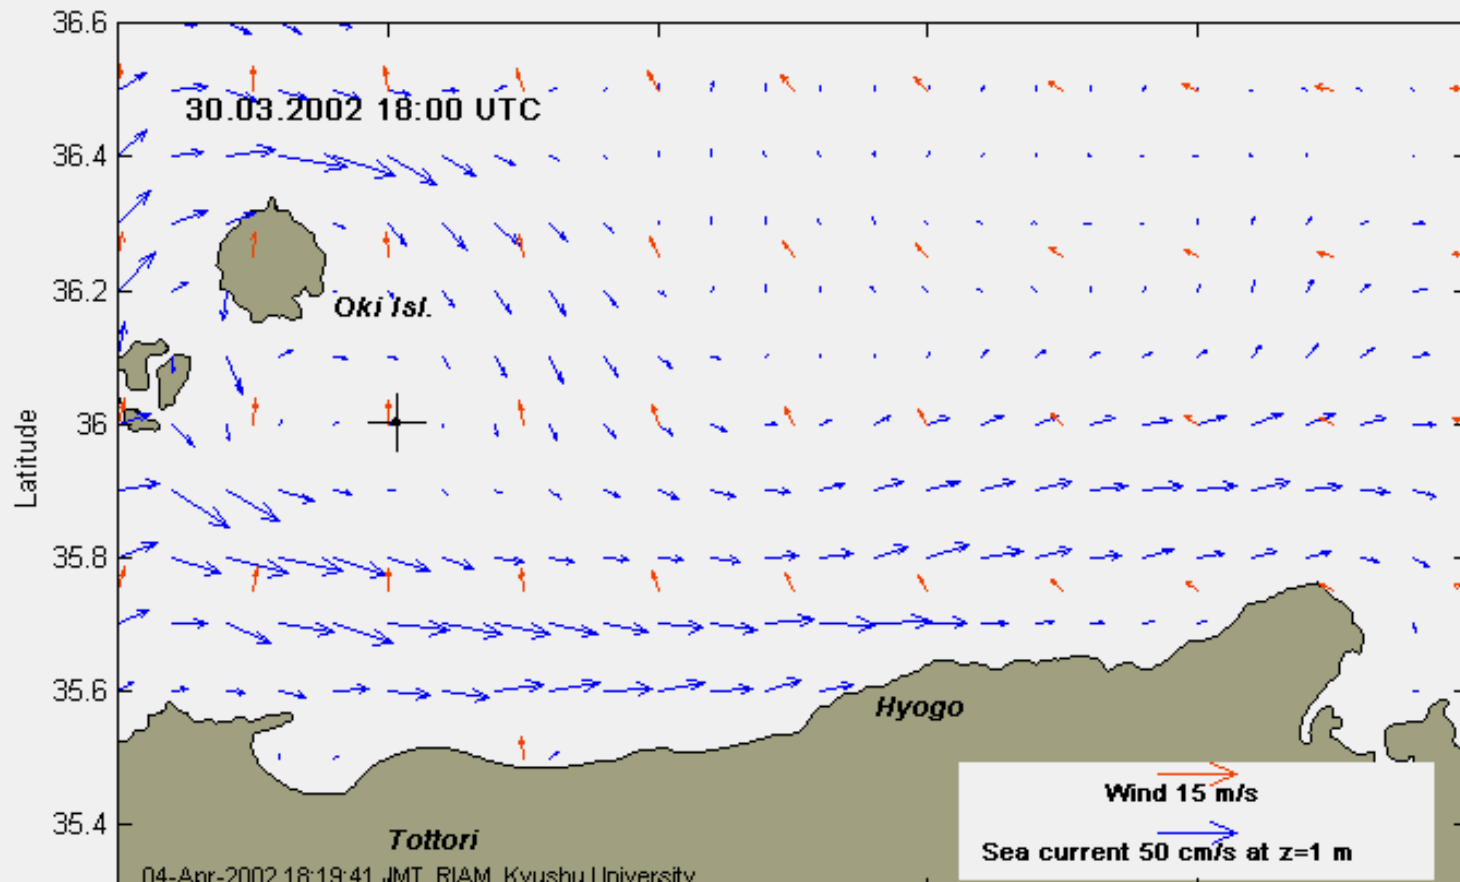 36.6
30.03.2002 18:00 UTC
36.4
36.2
Oki Isl.
36
Latitude
35.8
35.6
Hyogo
Wind 15 m/s
35.4
Tottori
Sea current 50 cm/s at z=1 m
04-Apr-2002 18:19:41 JMT RIAM, Kyushu University